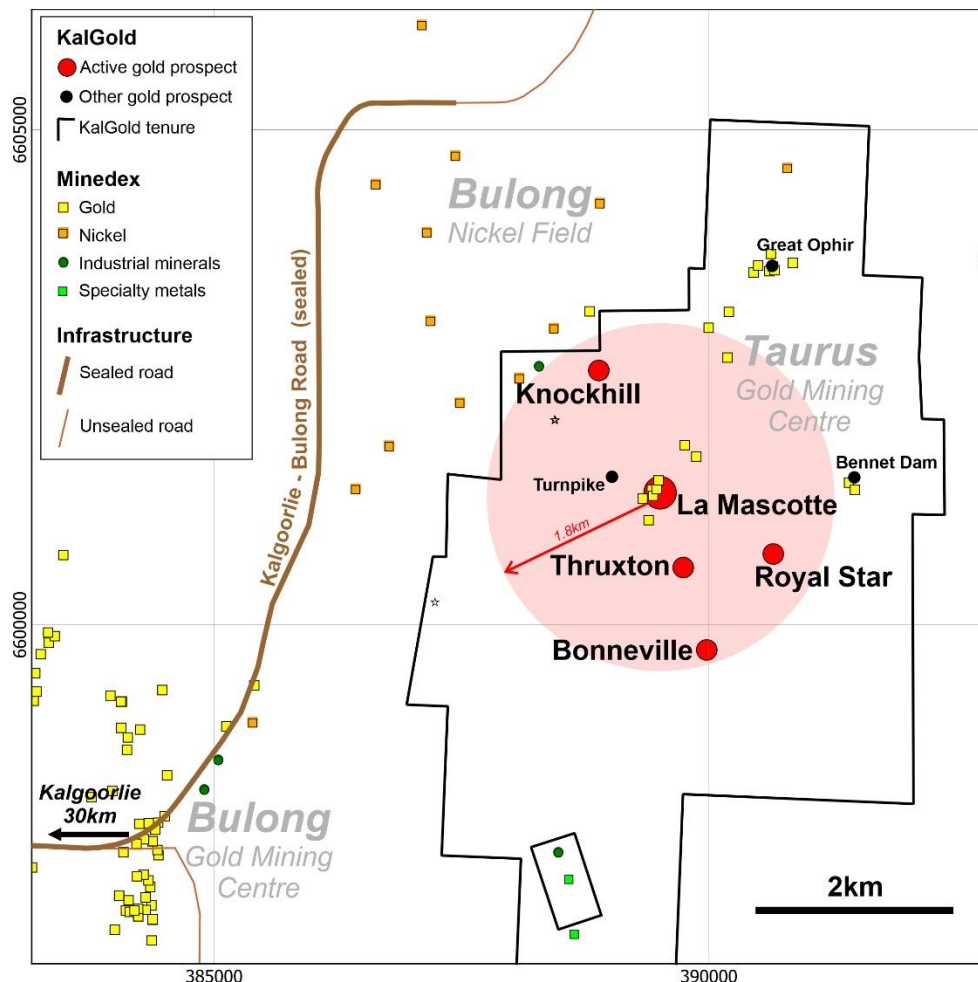 KalGold
Active gold prospect
Other gold prospect
KalGold tenure
Minedex
Gold
Nickel
Industrial minerals
Specialty metals
Infrastructure
Sealed road
Unsealed road
6605000
Bulong
Nickel Field
Great Ophir
Kalgoorlie - Bulong Road (sealed)
Taurus
Gold Mining
Centre
Knockhill
Bennet Dam
Turnpike
La Mascotte
1.8km
Thruxton
Royal Star
6600000
Bonneville
Kalgoorlie
30km
Bulong
Gold Mining
Centre
2km
385000
390000